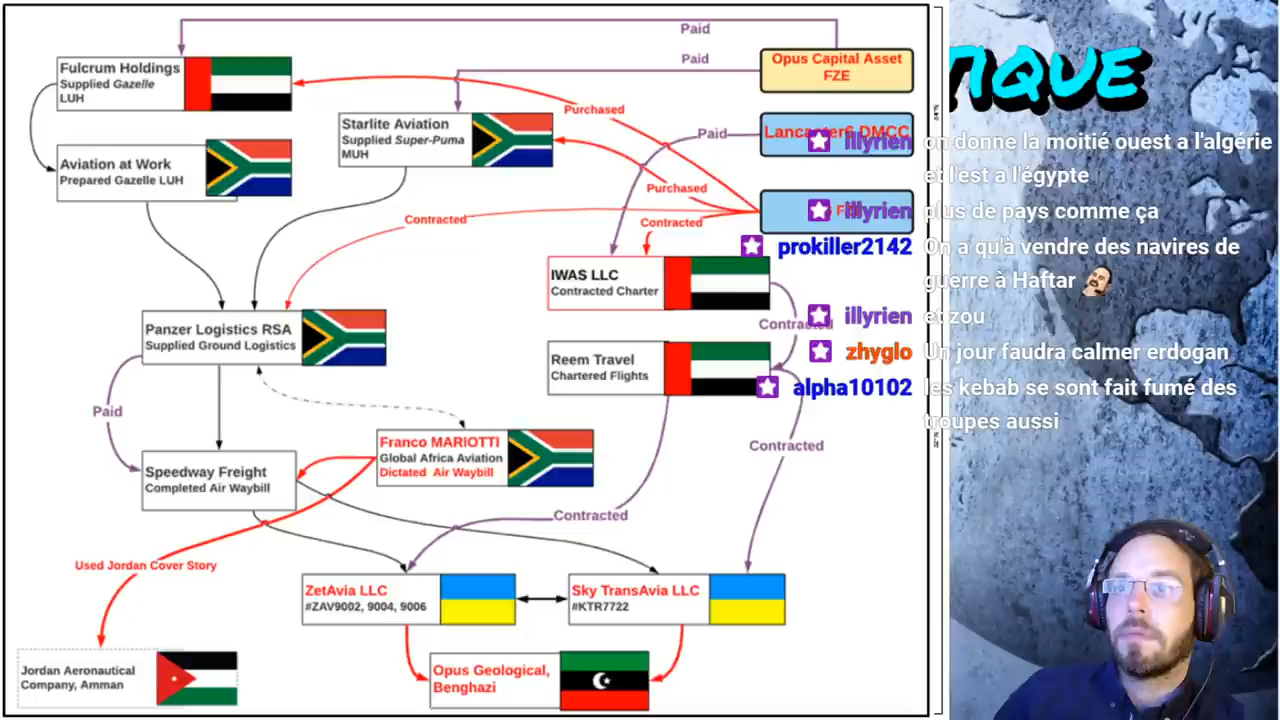 Paid
Paid
Opus Capital Asset
FZE
Fulcrum Holdings
Supplied Gazelle
LUH
Purchased
Starlite Aviation
Supplied Super-Puma
MUH
Paid
Aviation at Work
Prepared Gazelle LUH
Purchased
Contracted
Contracted
IWAS LLC
Contracted Charter
Panzer Logistics RSA
Supplied Ground Logistics
Reem Travel
Chartered Flights
Paid
Franco MARIOTTI
Global Africa Aviation
Dictated Air Waybill
Contracted
Speedway Freight
Completed Air Waybill
Contracted
Used Jordan Cover Story
ZetAvia LLC
#ZAV9002, 9004, 9006
Sky TransAvia LLC
#KTR7722
Jordan Aeronautical
Company, Amman
Opus Geological,
Benghazi
TIQUE
illyrien on donne la moitié ouest a l'algérie
et l'est a l'égypte
illyrien plus de pays comme ça
prokiller2142 On a qu'à vendre des navires de
guerre à Haftar
illyrien et zou
zhyglo Un jour faudra calmer erdogan
alpha10102 les kebab se sont fait fumé des
troupes aussi